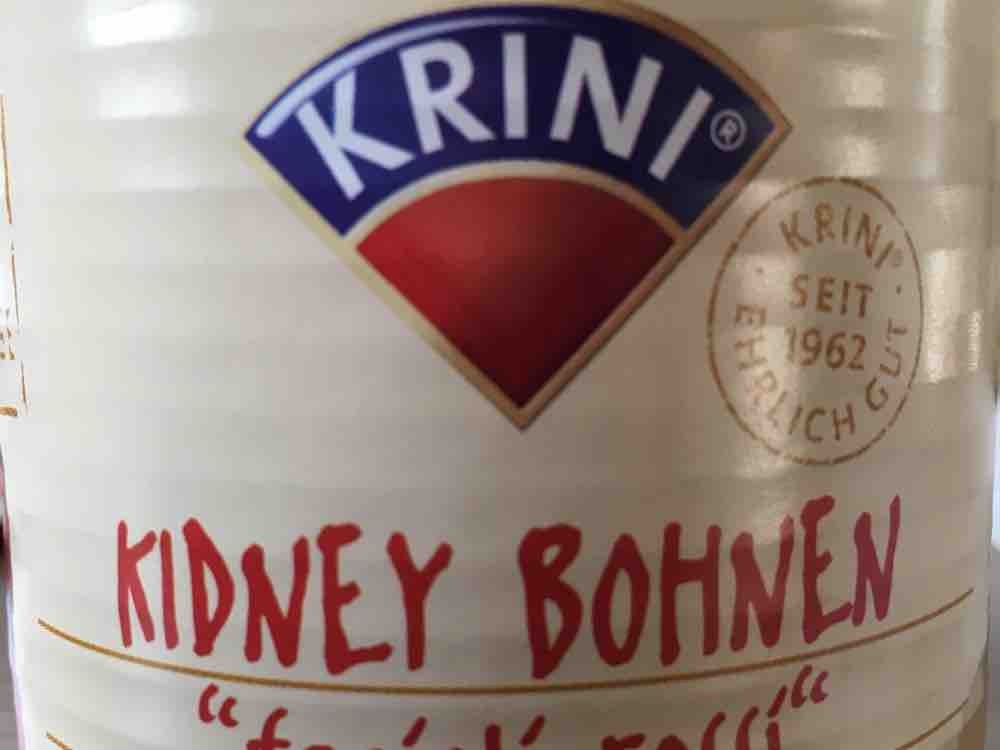 KRINI®
KRINI®
SEIT
1962
EHRLICH GUT
KIDNEY BOHNEN